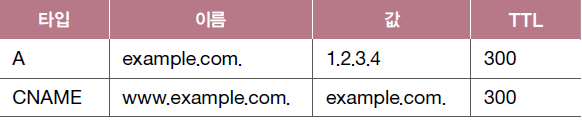 타입 이름 값 TTL
A example.com. 1.2.3.4 300
CNAME www.example.com. example.com. 300